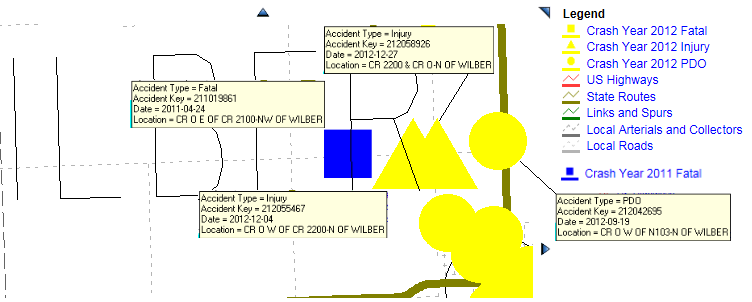 Accident Type = Injury
Accident Key = 212058926
Date = 2012-12-27
Location = CR 2200 & CR O-N OF WILBER
Accident Type = Fatal
Accident Key = 211019861
Date = 2011-04-24
Location = CR O E OF CR 2100-NW OF WILBER
Accident Type = Injury
Accident Key = 212055467
Date = 2012-12-04
Location = CR O W OF CR 2200-N OF WILBER
Legend
Crash Year 2012 Fatal
Crash Year 2012 Injury
Crash Year 2012 PDO
US Highways
State Routes
Links and Spurs
Local Arterials and Collectors
Local Roads
Crash Year 2011 Fatal
Accident Type = PDO
Accident Key = 212042695
Date = 2012-09-19
Location = CR O W OF N103-N OF WILBER